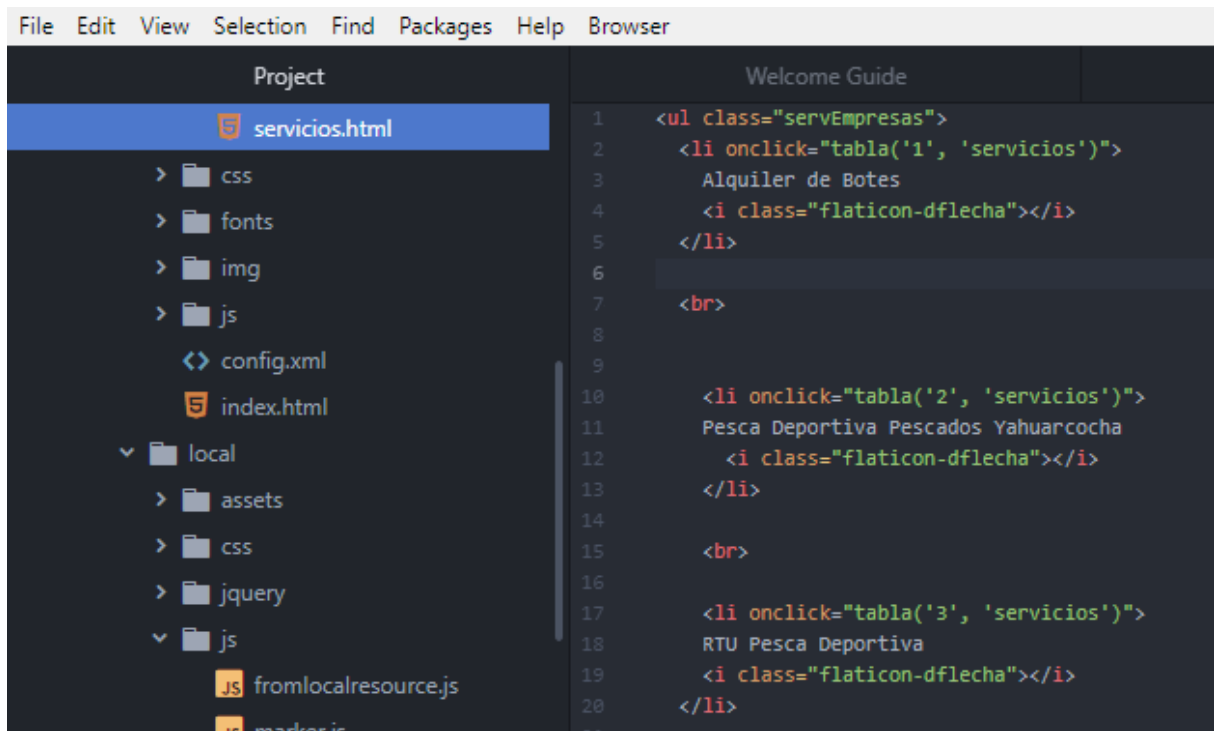 File Edit View Selection Find Packages Help Browser
Project
servicios.html
css
fonts
img
js
config.xml
index.html
local
assets
css
jquery
js
fromlocalresource.js
marker.js
Welcome Guide
1 <ul class="servEmpresas">
2 <li onclick="tabla('1', 'servicios')">
3 Alquiler de Botes
4 <i class="flaticon-dflecha"></i>
5 </li>
6
7 <br>
8
9
10 <li onclick="tabla('2', 'servicios')">
11 Pesca Deportiva Pescados Yahuarcocha
12 <i class="flaticon-dflecha"></i>
13 </li>
14
15 <br>
16
17 <li onclick="tabla('3', 'servicios')">
18 RTU Pesca Deportiva
19 <i class="flaticon-dflecha"></i>
20 </li>